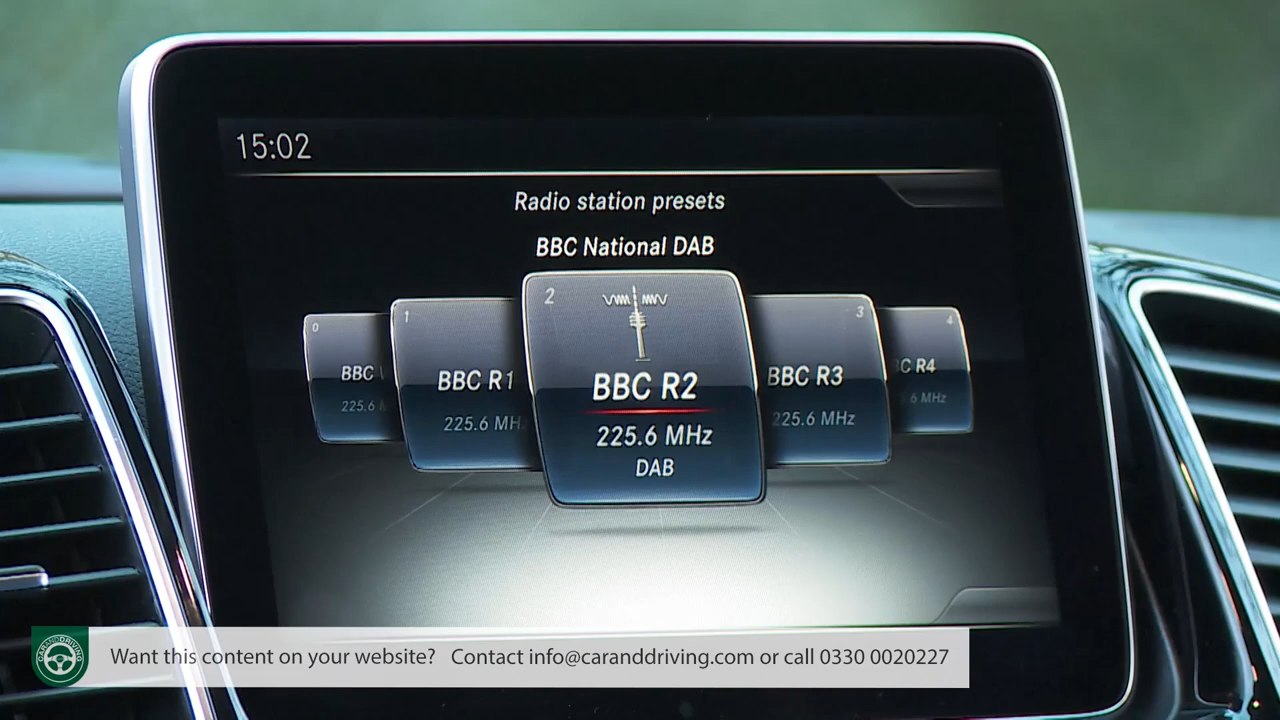 15:02
Radio station presets
BBC National DAB
0
BBC
225.6
1
BBC R1
225.6 MHz
2
BBC R2
225.6 MHz
DAB
3
BBC R3
225.6 MHz
4
BC R4
6 MHz
CARANDDRIVING
Want this content on your website? Contact info@caranddriving.com or call 0330 0020227